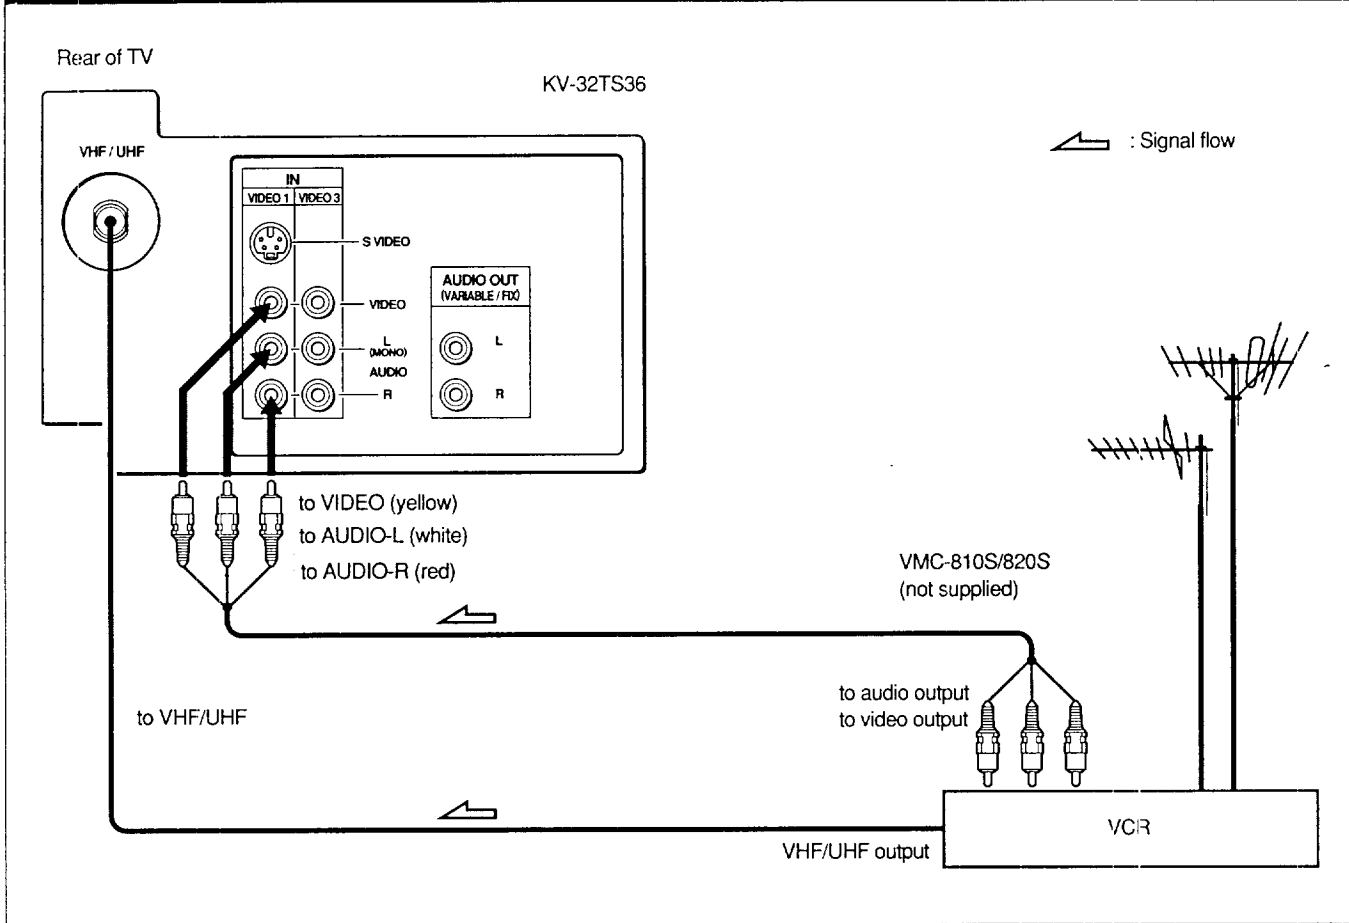 Rear of TV
KV-32TS36
VHF / UHF
: Signal flow
IN
VIDEO 1 VIDEO 3
S VIDEO
AUDIO OUT
(VARIABLE / FIX)
VIDEO
L
(MONO)
L
AUDIO
R
R
to VIDEO (yellow)
to AUDIO-L (white)
to AUDIO-R (red)
VMC-810S/820S
(not supplied)
to audio output
to video output
to VHF/UHF
VCR
VHF/UHF output